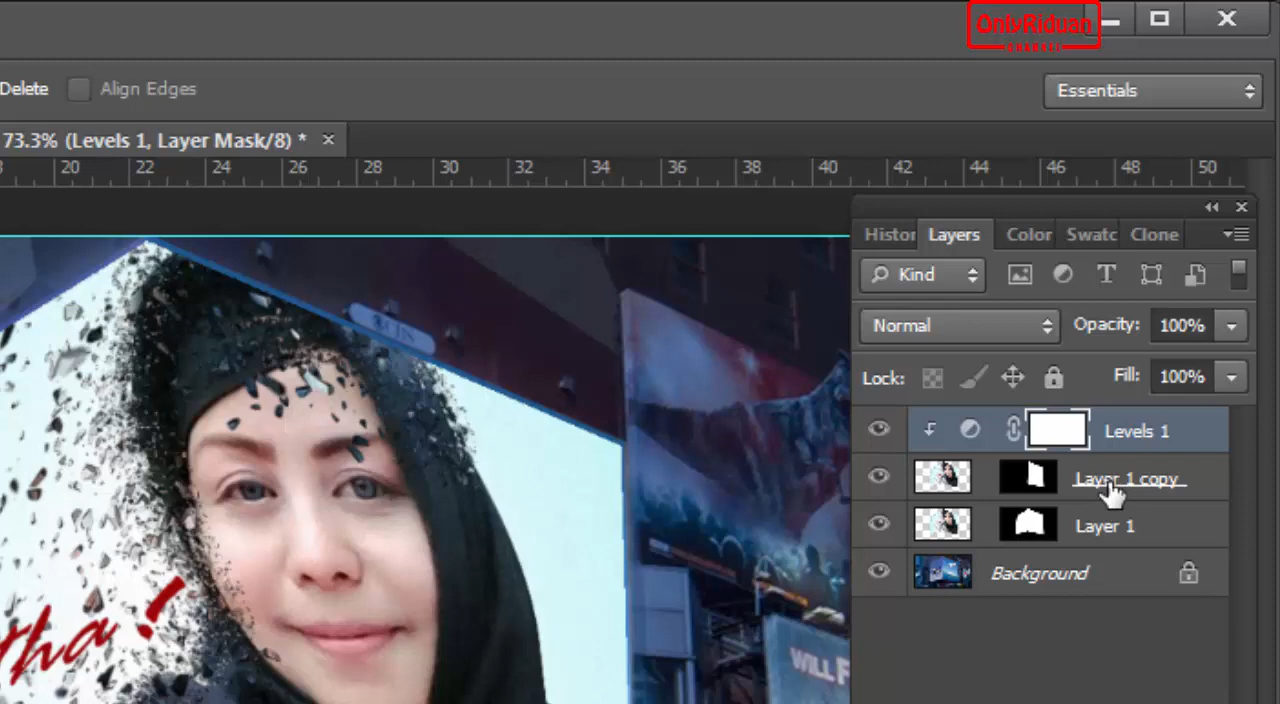 OnlyRiduan
CHANNEL
Delete
Align Edges
Essentials
73.3% (Levels 1, Layer Mask/8) *
20 22 24 26 28 30 32 34 36 38 40 42 44 46 48 50
Histor Layers Color Swatc Clone
Kind
Normal Opacity: 100%
Lock: Fill: 100%
Levels 1
Layer 1 copy
Layer 1
Background
tha !
WILL F